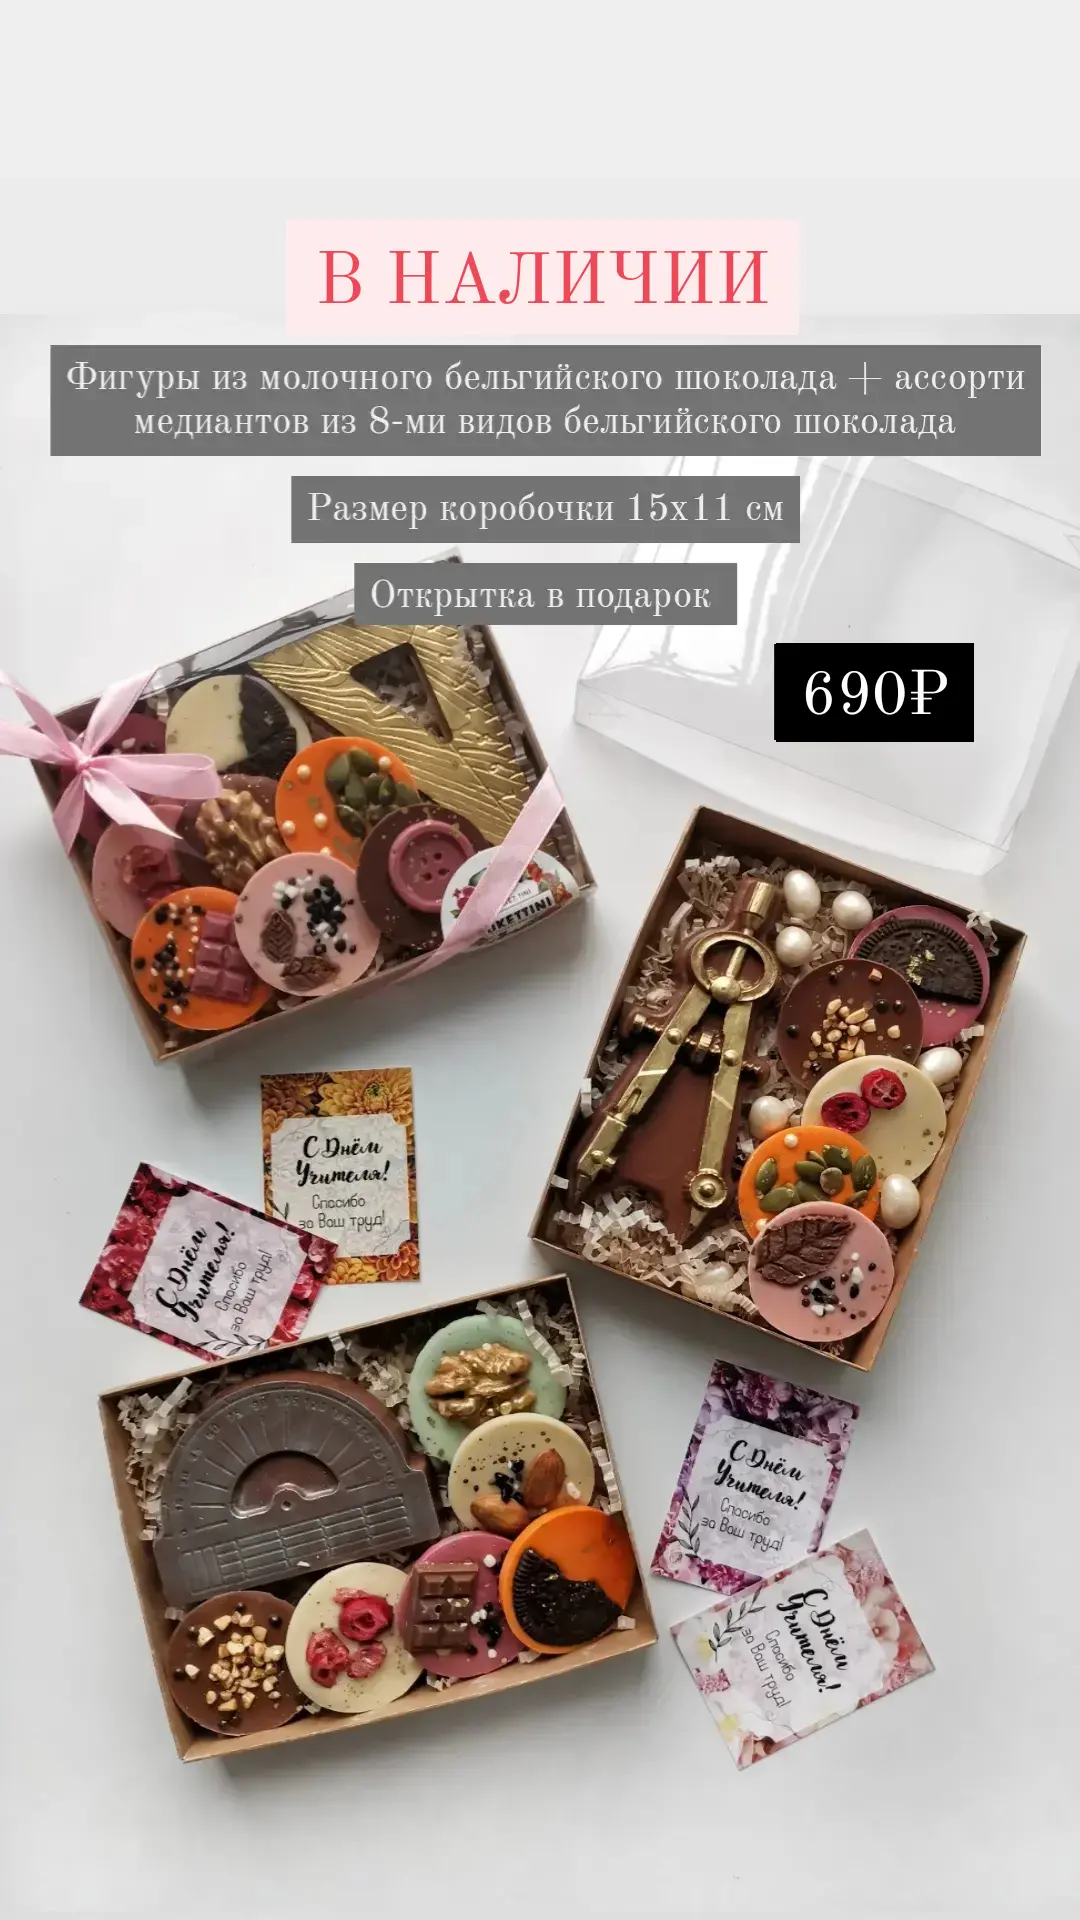 В НАЛИЧИИ
Фигуры из молочного бельгийского шоколада + ассорти
медиантов из 8-ми видов бельгийского шоколада
Размер коробочки 15х11 см
Открытка в подарок
690₽
С Днём
Учителя!
Спасибо
за Ваш труд!
С Днём
Учителя!
Спасибо
за Ваш труд!
С Днём
Учителя!
Спасибо
за Ваш труд!
С Днём
Учителя!
Спасибо
за Ваш труд!